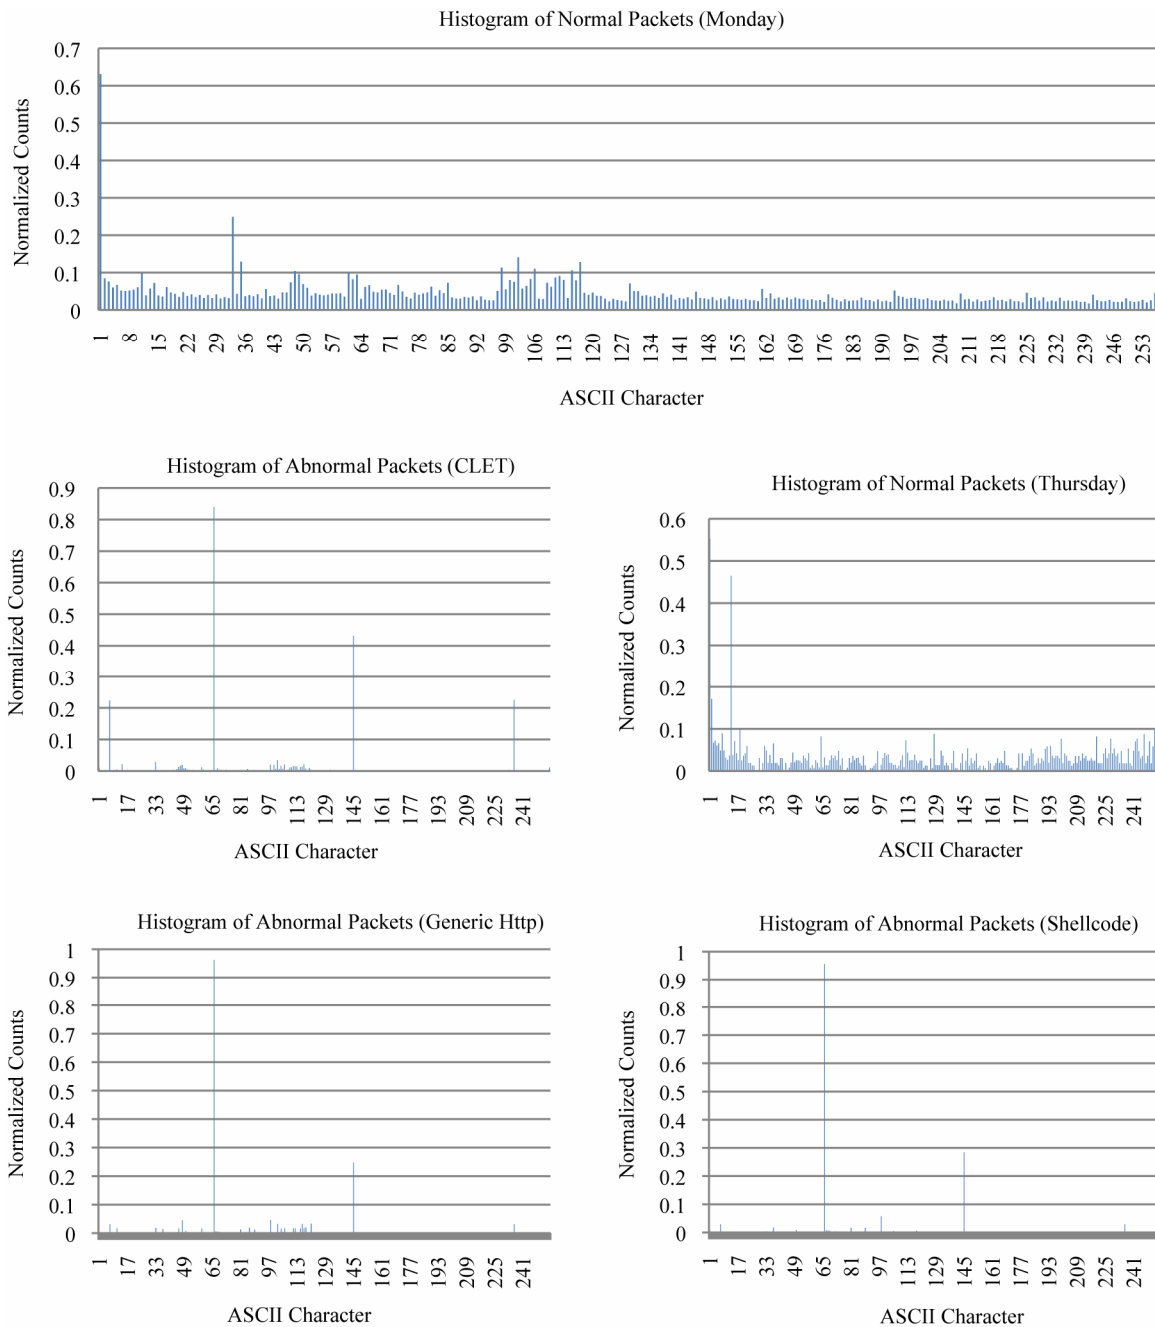 Histogram of Normal Packets (Monday)
Normalized Counts
0.7
0.6
0.5
0.4
0.3
0.2
0.1
0
1 8 15 22 29 36 43 50 57 64 71 78 85 92 99 106 113 120 127 134 141 148 155 162 169 176 183 190 197 204 211 218 225 232 239 246 253
ASCII Character
Histogram of Abnormal Packets (CLET)
Normalized Counts
0.9
0.8
0.7
0.6
0.5
0.4
0.3
0.2
0.1
0
1 17 33 49 65 81 97 113 129 145 161 177 193 209 225 241
ASCII Character
Histogram of Normal Packets (Thursday)
Normalized Counts
0.6
0.5
0.4
0.3
0.2
0.1
0
1 17 33 49 65 81 97 113 129 145 161 177 193 209 225 241
ASCII Character
Histogram of Abnormal Packets (Generic Http)
Normalized Counts
1
0.9
0.8
0.7
0.6
0.5
0.4
0.3
0.2
0.1
0
1 17 33 49 65 81 97 113 129 145 161 177 193 209 225 241
ASCII Character
Histogram of Abnormal Packets (Shellcode)
Normalized Counts
1
0.9
0.8
0.7
0.6
0.5
0.4
0.3
0.2
0.1
0
1 17 33 49 65 81 97 113 129 145 161 177 193 209 225 241
ASCII Character